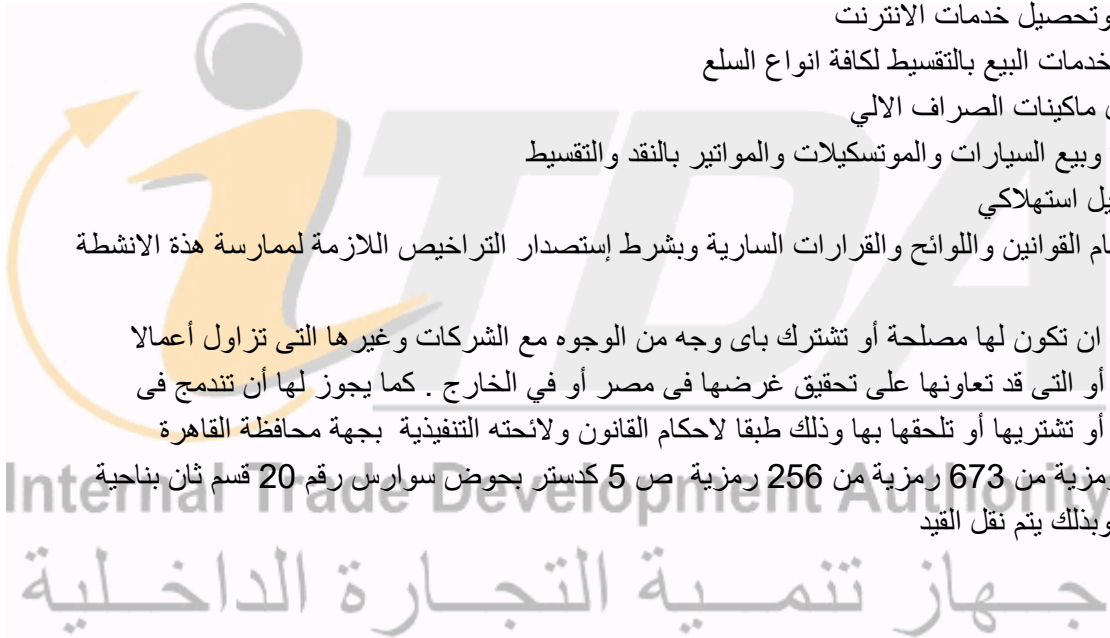 وتحصيل خدمات الانترنت
خدمات البيع بالتقسيط لكافة انواع السلع
ماكينات الصراف الالي
وبيع السيارات والموتسكيلات والمواتير بالنقد والتقسيط
استهلاكي
القوانين واللوائح والقرارات السارية وبشرط إستصدار التراخيص اللازمة لممارسة هذة الانشطة
ان تكون لها مصلحة أو تشترك باى وجه من الوجوه مع الشركات وغيرها التى تزاول أعمالا
أو التى قد تعاونها على تحقيق غرضها فى مصر أو في الخارج . كما يجوز لها أن تندمج فى
أو تشتريها أو تلحقها بها وذلك طبقا لاحكام القانون ولائحته التنفيذية بجهة محافظة القاهرة
من 673 رمزية من 256 رمزية ص 5 كدستر بحوض سوارس رقم 20 قسم ثان بناحية
وبذلك يتم نقل القيد
iTDA
Internal Trade Development Authority
جهاز تنمية التجارة الداخلية